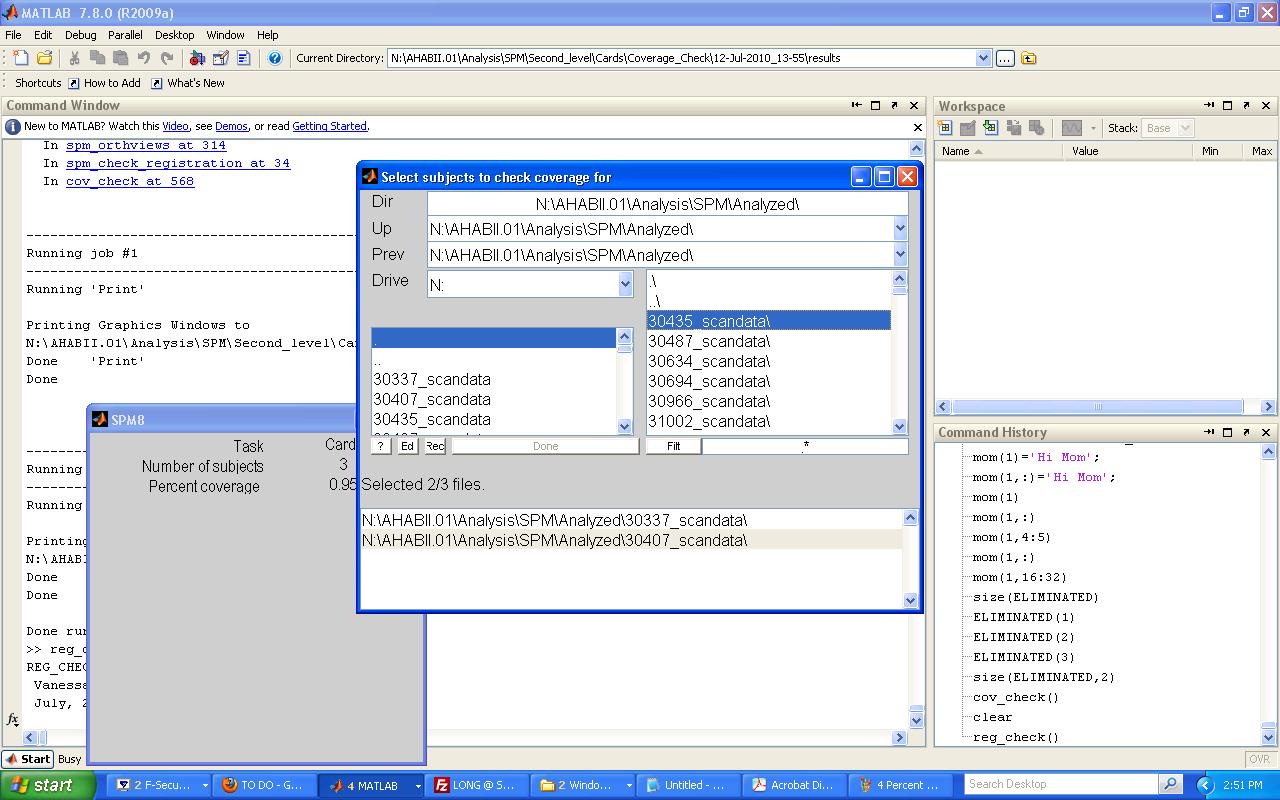 MATLAB 7.8.0 (R2009a)
File Edit Debug Parallel Desktop Window Help
Current Directory: N:\AHABII.01\Analysis\SPM\Second_level\Cards\Coverage_Check\12-Jul-2010_13-55\results
Shortcuts How to Add What's New
Command Window
New to MATLAB? Watch this Video, see Demos, or read Getting Started.
In spm_orthviews at 314
In spm_check_registration at 34
In cov_check at 568
Running job #1
Running 'Print'
Printing Graphics Windows to
N:\AHABII.01\Analysis\SPM\Second_level\Ca
Done 'Print'
Done
Running
Running
Printin
N:\AHAB
Done
Done
Done run
>> reg_c
REG_CHEC
Vanessa
July, 2
fx
SPM8
Task Card
Number of subjects 3
Percent coverage 0.95
Select subjects to check coverage for
Dir N:\AHABII.01\Analysis\SPM\Analyzed\
Up N:\AHABII.01\Analysis\SPM\Analyzed\
Prev N:\AHABII.01\Analysis\SPM\Analyzed\
Drive N:
.
..
30337_scandata
30407_scandata
30435_scandata
.\
..\
30435_scandata\
30487_scandata\
30634_scandata\
30694_scandata\
30966_scandata\
31002_scandata\
? Ed Rec Done Filt .*
Selected 2/3 files.
N:\AHABII.01\Analysis\SPM\Analyzed\30337_scandata\
N:\AHABII.01\Analysis\SPM\Analyzed\30407_scandata\
Workspace
Stack: Base
Name Value Min Max
Command History
mom(1)='Hi Mom';
mom(1,:)='Hi Mom';
mom(1)
mom(1,:)
mom(1,4:5)
mom(1,:)
mom(1,16:32)
size(ELIMINATED)
ELIMINATED(1)
ELIMINATED(2)
ELIMINATED(3)
size(ELIMINATED,2)
cov_check()
clear
reg_check()
Start Busy OVR
start 2 F-Secu... TO DO - G... 4 MATLAB LONG @ S... 2 Windo... Untitled - ... Acrobat Di... 4 Percent ... Search Desktop 2:51 PM